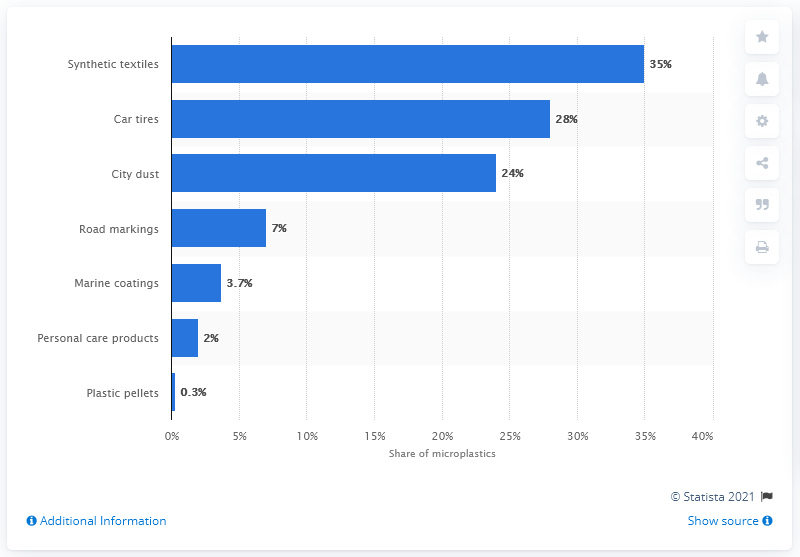 Synthetic textiles 35%
Car tires 28%
City dust 24%
Road markings 7%
Marine coatings 3.7%
Personal care products 2%
Plastic pellets 0.3%
0% 5% 10% 15% 20% 25% 30% 35% 40%
Share of microplastics
© Statista 2021
Additional Information Show source